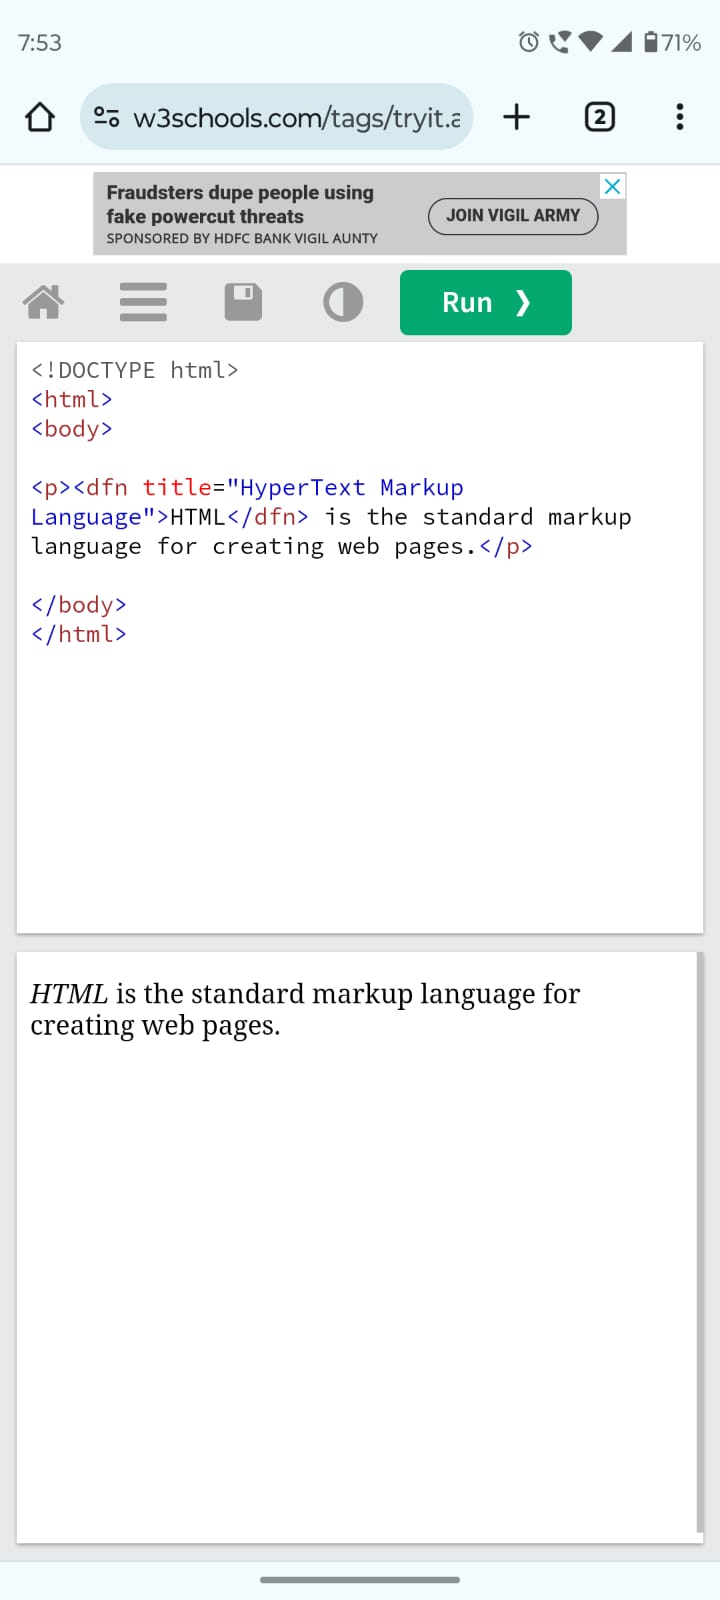 7:53
71%
w3schools.com/tags/tryit.a
2
Fraudsters dupe people using
fake powercut threats
SPONSORED BY HDFC BANK VIGIL AUNTY
JOIN VIGIL ARMY
Run ❯
<!DOCTYPE html>
<html>
<body>
<p><dfn title="HyperText Markup
Language">HTML</dfn> is the standard markup
language for creating web pages.</p>
</body>
</html>
HTML is the standard markup language for
creating web pages.